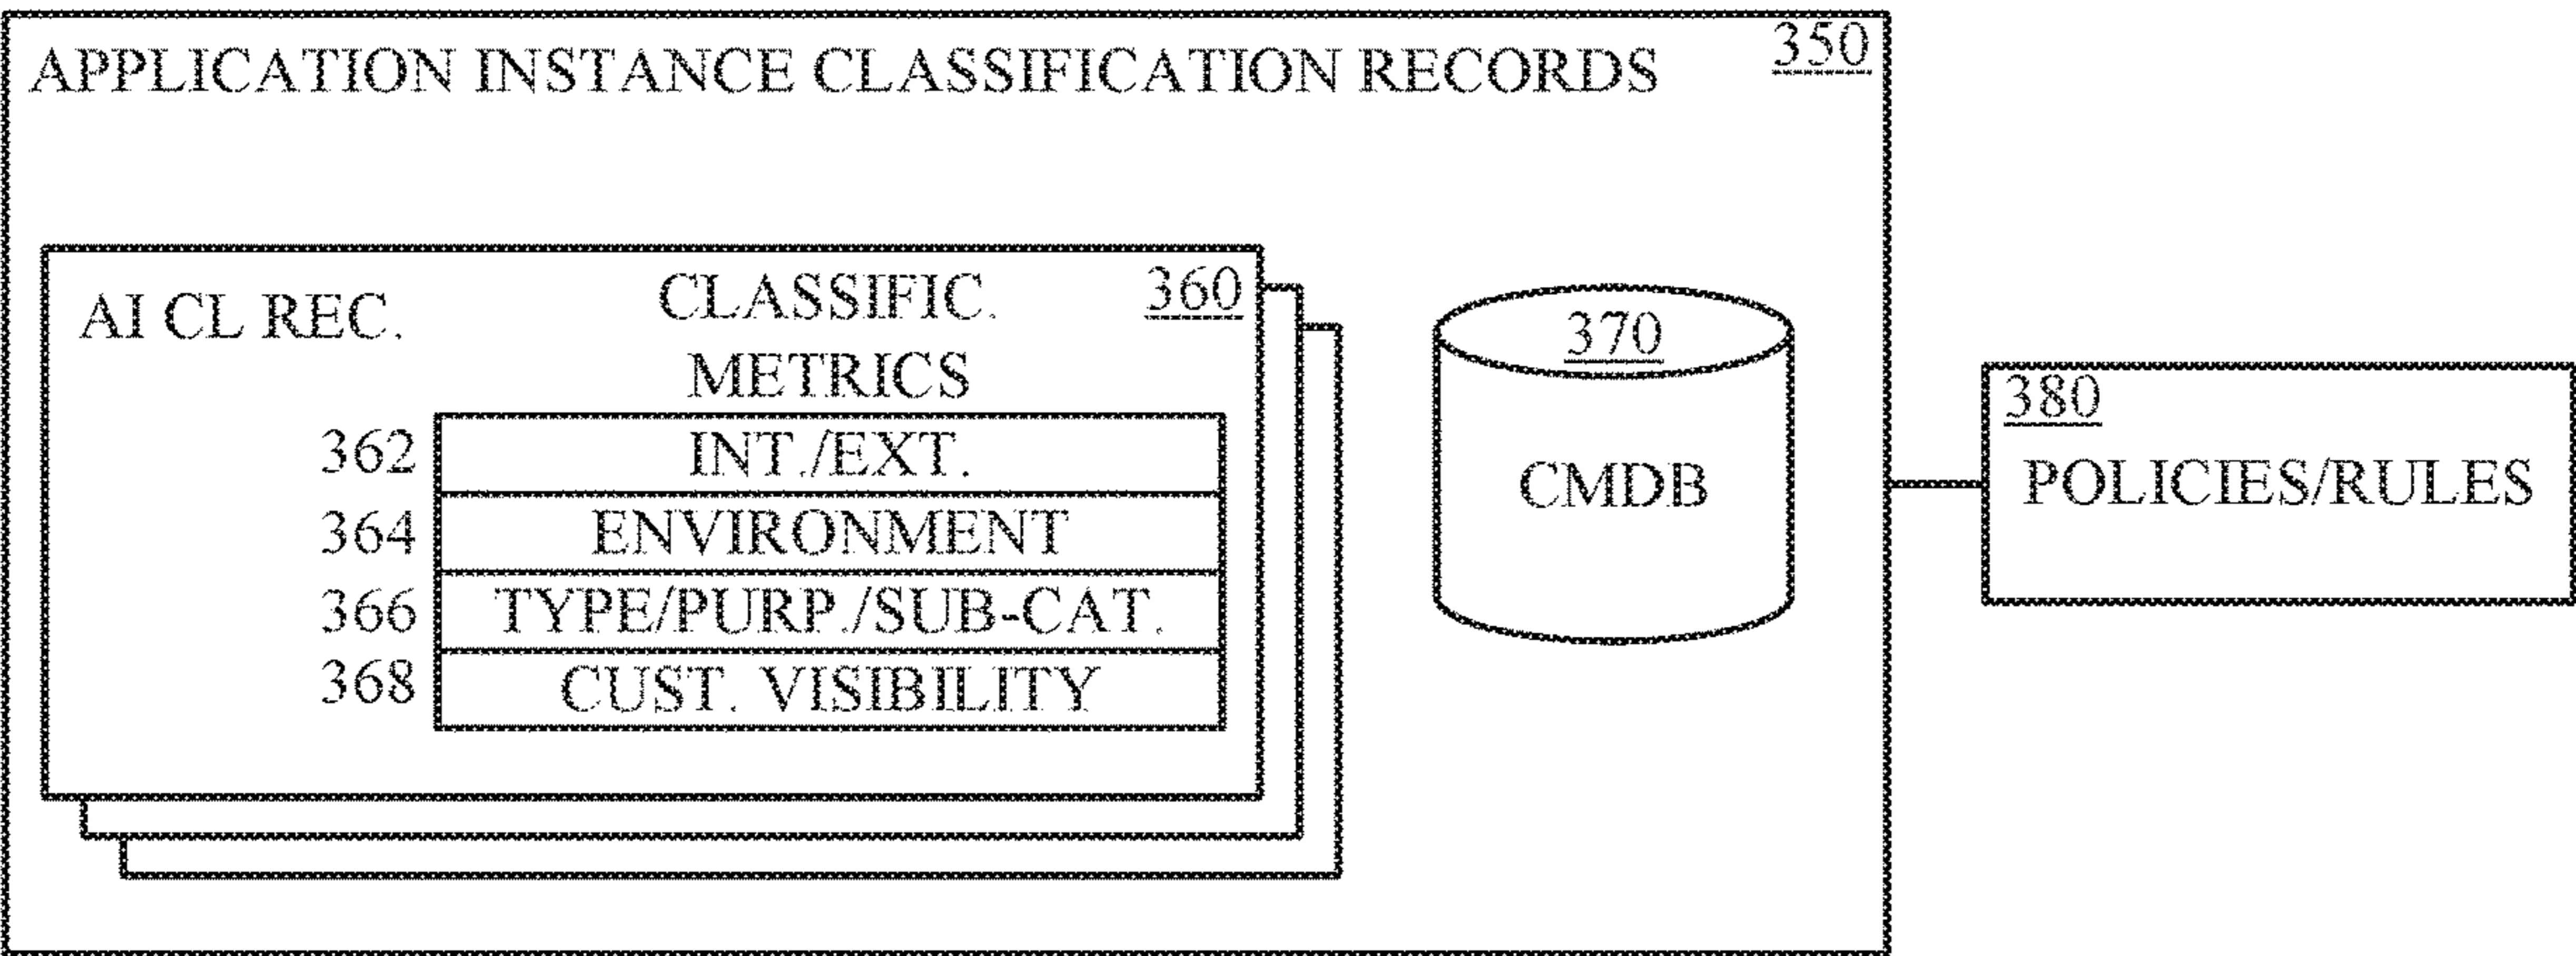 APPLICATION INSTANCE CLASSIFICATION RECORDS 350
AI CL REC.
CLASSIFIC.
METRICS
360
362 INT./EXT.
364 ENVIRONMENT
366 TYPE/PURP./SUB-CAT.
368 CUST. VISIBILITY
370
CMDB
380
POLICIES/RULES